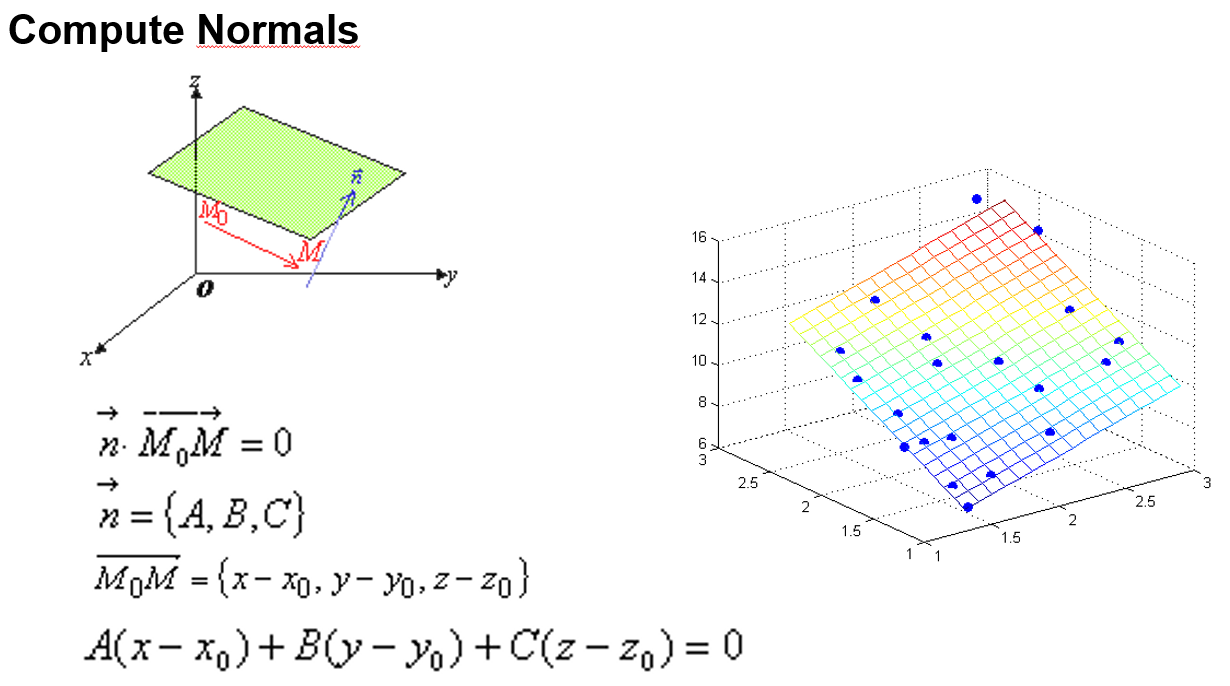 Compute Normals
z
n⃗
M₀
M
O
y
x
n⃗ · M₀M⃗ = 0
n⃗ = {A, B, C}
M₀M = {x − x₀, y − y₀, z − z₀}
A(x − x₀) + B(y − y₀) + C(z − z₀) = 0
16
14
12
10
8
6
3
2.5
2
1.5
1
1
1.5
2
2.5
3